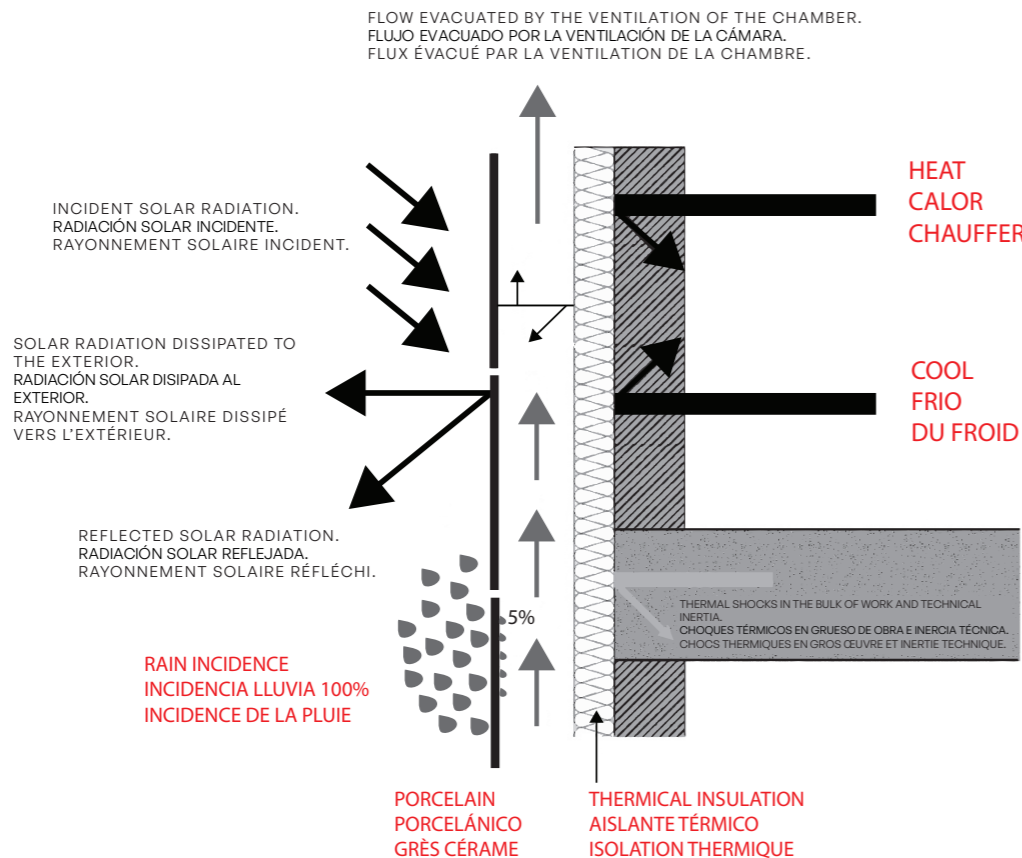 FLOW EVACUATED BY THE VENTILATION OF THE CHAMBER.
FLUJO EVACUADO POR LA VENTILACIÓN DE LA CÁMARA.
FLUX ÉVACUÉ PAR LA VENTILATION DE LA CHAMBRE.
HEAT
CALOR
CHAUFFER
INCIDENT SOLAR RADIATION.
RADIACIÓN SOLAR INCIDENTE.
RAYONNEMENT SOLAIRE INCIDENT.
SOLAR RADIATION DISSIPATED TO
THE EXTERIOR.
RADIACIÓN SOLAR DISIPADA AL
EXTERIOR.
RAYONNEMENT SOLAIRE DISSIPÉ
VERS L'EXTÉRIEUR.
COOL
FRIO
DU FROID
REFLECTED SOLAR RADIATION.
RADIACIÓN SOLAR REFLEJADA.
RAYONNEMENT SOLAIRE RÉFLÉCHI.
5%
THERMAL SHOCKS IN THE BULK OF WORK AND TECHNICAL
INERTIA.
CHOQUES TÉRMICOS EN GRUESO DE OBRA E INERCIA TÉCNICA.
CHOCS THERMIQUES EN GROS ŒUVRE ET INERTIE TECHNIQUE.
RAIN INCIDENCE
INCIDENCIA LLUVIA 100%
INCIDENCE DE LA PLUIE
PORCELAIN
PORCELÁNICO
GRÈS CÉRAME
THERMICAL INSULATION
AISLANTE TÉRMICO
ISOLATION THERMIQUE